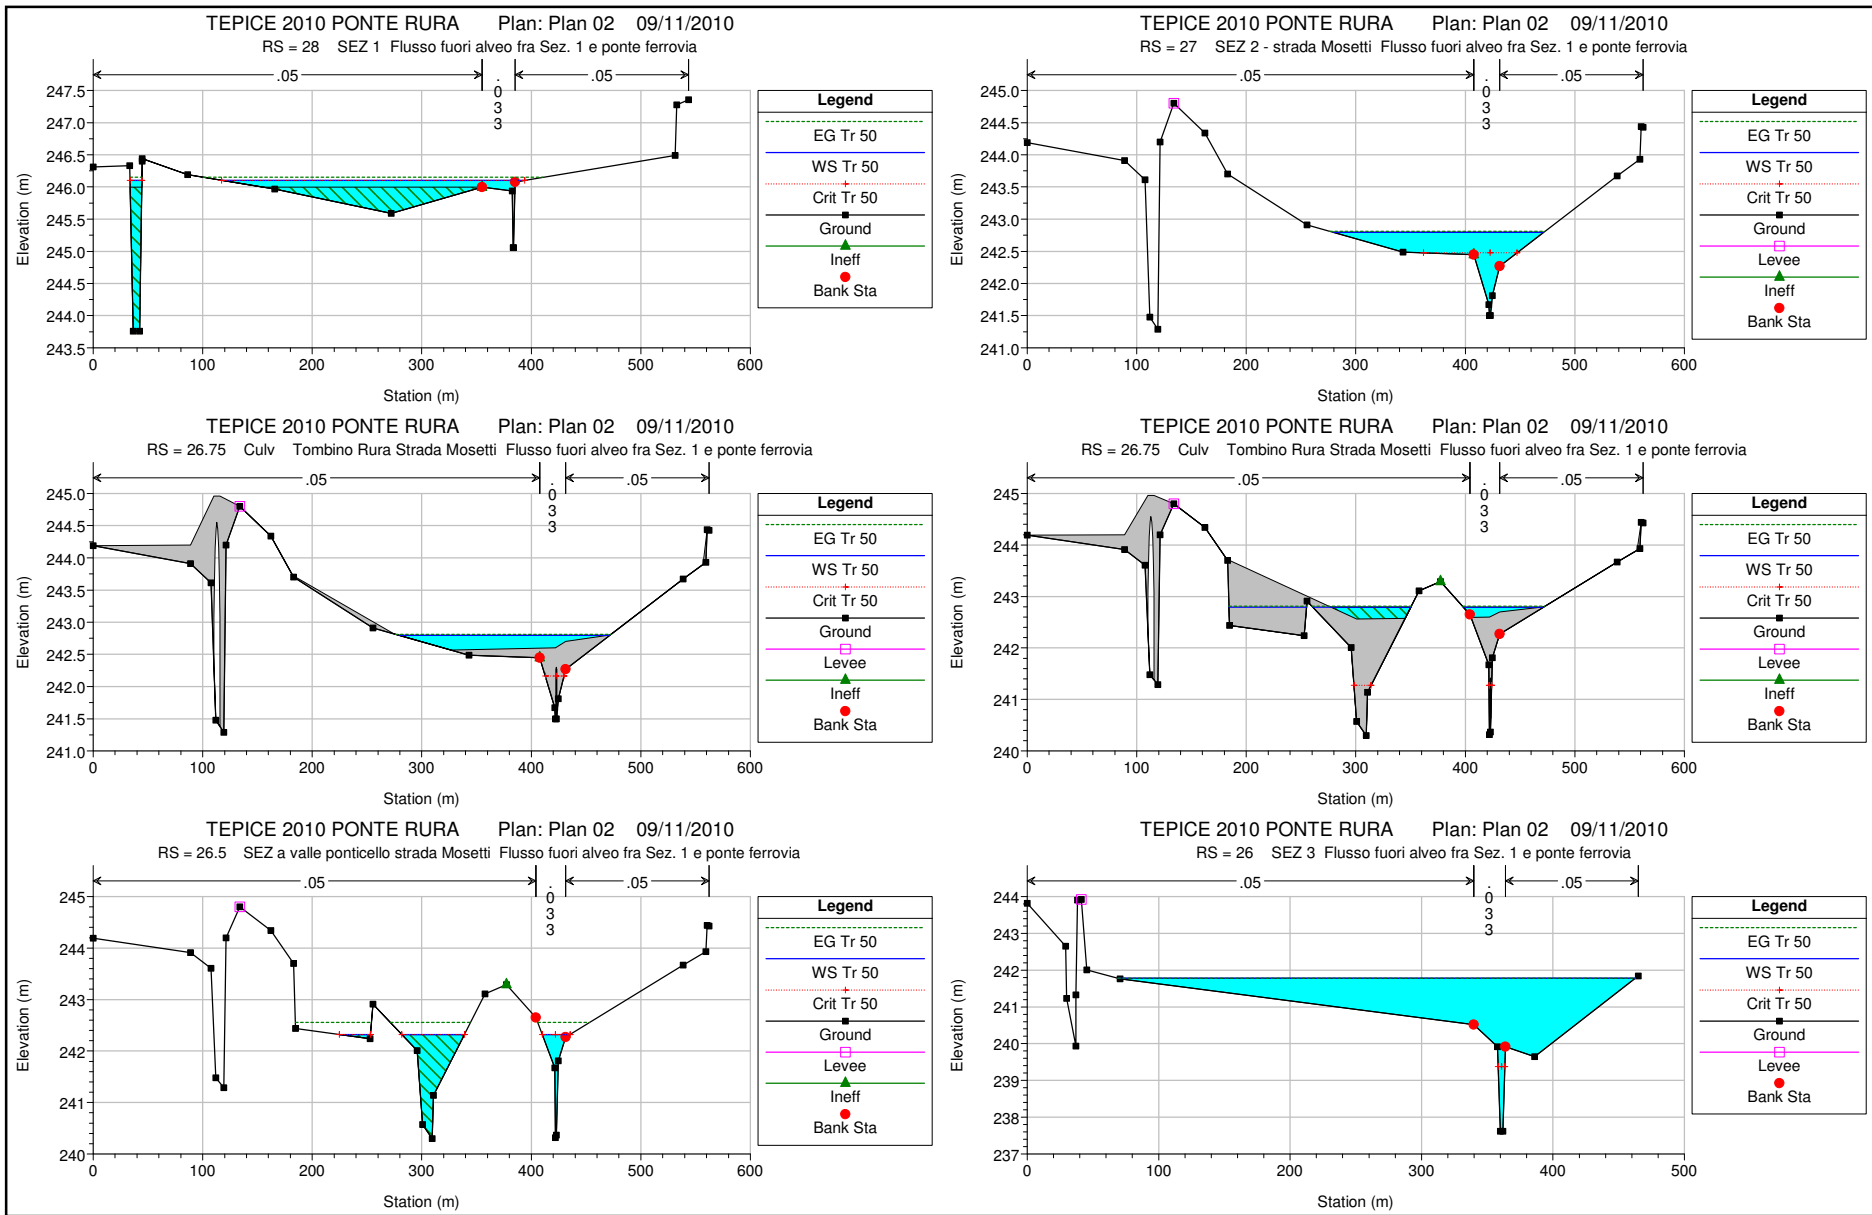 TEPICE 2010 PONTE RURA Plan: Plan 02 09/11/2010
RS = 28 SEZ 1 Flusso fuori alveo fra Sez. 1 e ponte ferrovia
.05
.033
.05
247.5
247.0
246.5
246.0
245.5
245.0
244.5
244.0
243.5
Elevation (m)
0 100 200 300 400 500 600
Station (m)
Legend
EG Tr 50
WS Tr 50
Crit Tr 50
Ground
Ineff
Bank Sta
TEPICE 2010 PONTE RURA Plan: Plan 02 09/11/2010
RS = 27 SEZ 2 - strada Mosetti Flusso fuori alveo fra Sez. 1 e ponte ferrovia
.05
.033
.05
245.0
244.5
244.0
243.5
243.0
242.5
242.0
241.5
241.0
Elevation (m)
0 100 200 300 400 500 600
Station (m)
Legend
EG Tr 50
WS Tr 50
Crit Tr 50
Ground
Levee
Ineff
Bank Sta
TEPICE 2010 PONTE RURA Plan: Plan 02 09/11/2010
RS = 26.75 Culv Tombino Rura Strada Mosetti Flusso fuori alveo fra Sez. 1 e ponte ferrovia
.05
.033
.05
245.0
244.5
244.0
243.5
243.0
242.5
242.0
241.5
241.0
Elevation (m)
0 100 200 300 400 500 600
Station (m)
Legend
EG Tr 50
WS Tr 50
Crit Tr 50
Ground
Levee
Ineff
Bank Sta
TEPICE 2010 PONTE RURA Plan: Plan 02 09/11/2010
RS = 26.75 Culv Tombino Rura Strada Mosetti Flusso fuori alveo fra Sez. 1 e ponte ferrovia
.05
.033
.05
245
244
243
242
241
240
Elevation (m)
0 100 200 300 400 500 600
Station (m)
Legend
EG Tr 50
WS Tr 50
Crit Tr 50
Ground
Levee
Ineff
Bank Sta
TEPICE 2010 PONTE RURA Plan: Plan 02 09/11/2010
RS = 26.5 SEZ a valle ponticello strada Mosetti Flusso fuori alveo fra Sez. 1 e ponte ferrovia
.05
.033
.05
245
244
243
242
241
240
Elevation (m)
0 100 200 300 400 500 600
Station (m)
Legend
EG Tr 50
WS Tr 50
Crit Tr 50
Ground
Levee
Ineff
Bank Sta
TEPICE 2010 PONTE RURA Plan: Plan 02 09/11/2010
RS = 26 SEZ 3 Flusso fuori alveo fra Sez. 1 e ponte ferrovia
.05
.033
.05
244
243
242
241
240
239
238
237
Elevation (m)
0 100 200 300 400 500
Station (m)
Legend
EG Tr 50
WS Tr 50
Crit Tr 50
Ground
Levee
Bank Sta